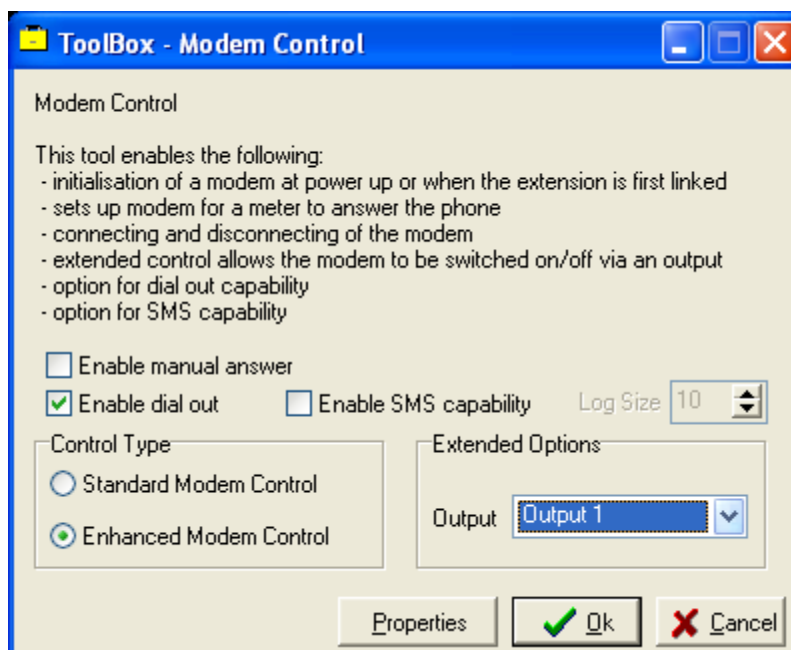 ToolBox - Modem Control
Modem Control
This tool enables the following:
- initialisation of a modem at power up or when the extension is first linked
- sets up modem for a meter to answer the phone
- connecting and disconnecting of the modem
- extended control allows the modem to be switched on/off via an output
- option for dial out capability
- option for SMS capability
Enable manual answer
Enable dial out Enable SMS capability Log Size 10
Control Type
Standard Modem Control
Enhanced Modem Control
Extended Options
Output Output 1
Properties Ok Cancel